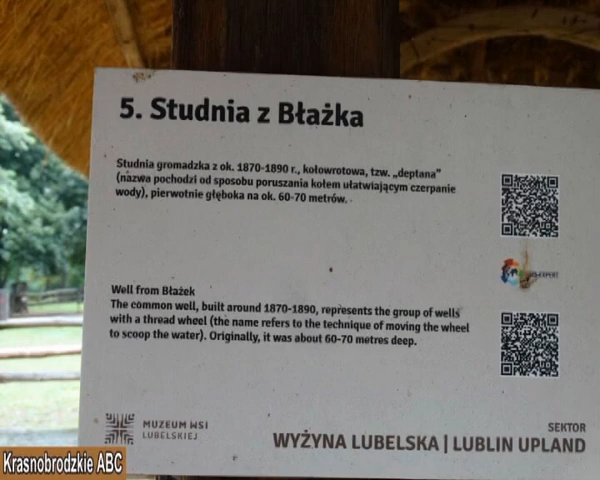 5. Studnia z Błażka
Studnia gromadzka z ok. 1870-1890 r., kołowrotowa, tzw. „deptana”
(nazwa pochodzi od sposobu poruszania kołem ułatwiającym czerpanie
wody), pierwotnie głęboka na ok. 60-70 metrów.
Well from Błażek
The common well, built around 1870-1890, represents the group of wells
with a thread wheel (the name refers to the technique of moving the wheel
to scoop the water). Originally, it was about 60-70 metres deep.
MUZEUM WSI
LUBELSKIEJ
SEKTOR
WYŻYNA LUBELSKA | LUBLIN UPLAND
Krasnobrodzkie ABC